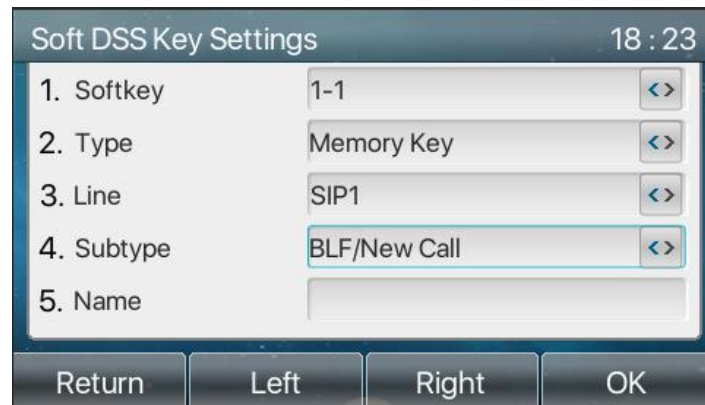 Soft DSS Key Settings 18 : 23
1. Softkey 1-1
2. Type Memory Key
3. Line SIP1
4. Subtype BLF/New Call
5. Name
Return Left Right OK